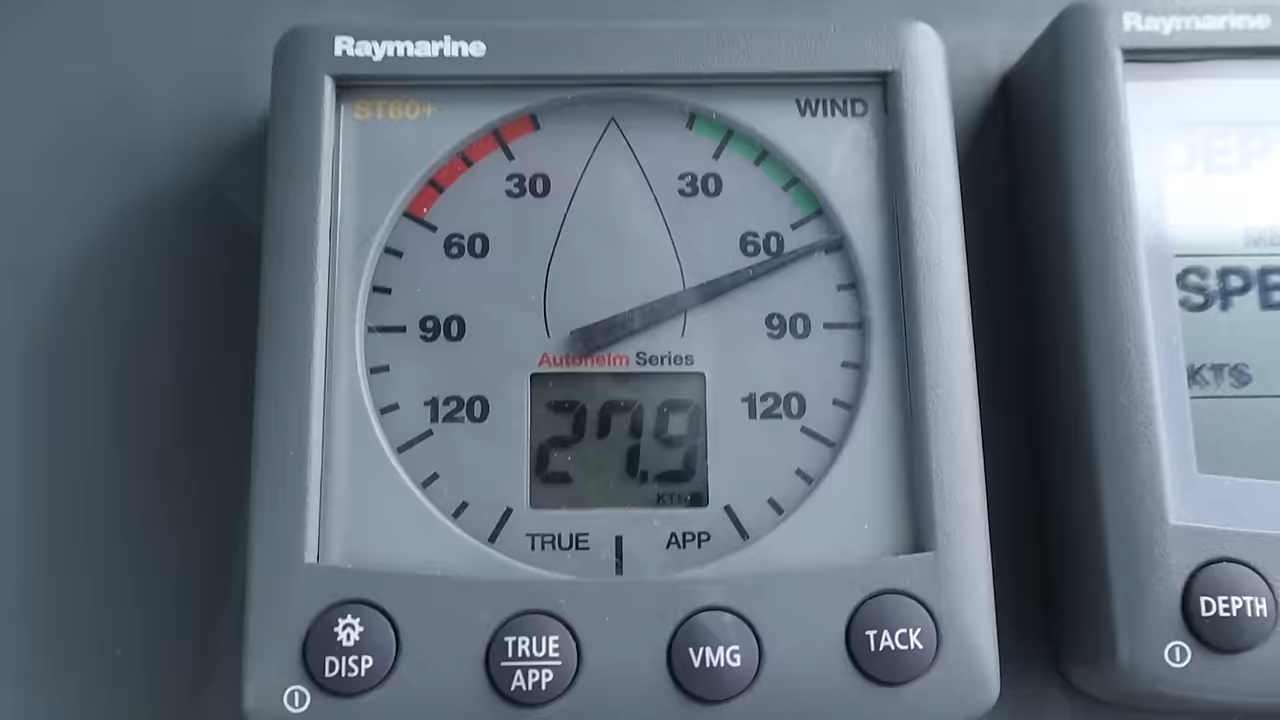 Raymarine
ST60+
WIND
30
30
60
60
90
90
Autohelm Series
120
120
27.9
KTS
TRUE
APP
DISP
TRUE
APP
VMG
TACK
Raymarine
SPE
KTS
DEPTH